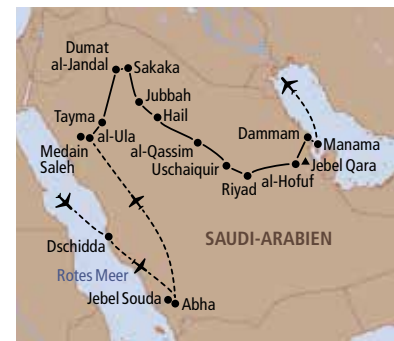 Dumat
al-Jandal
Sakaka
Jubbah
Hail
Tayma
al-Ula
Medain
Saleh
al-Qassim
Uschaiquir
Riyad
Dammam
Manama
Jebel Qara
al-Hofuf
Dschidda
SAUDI-ARABIEN
Rotes Meer
Jebel Souda
Abha